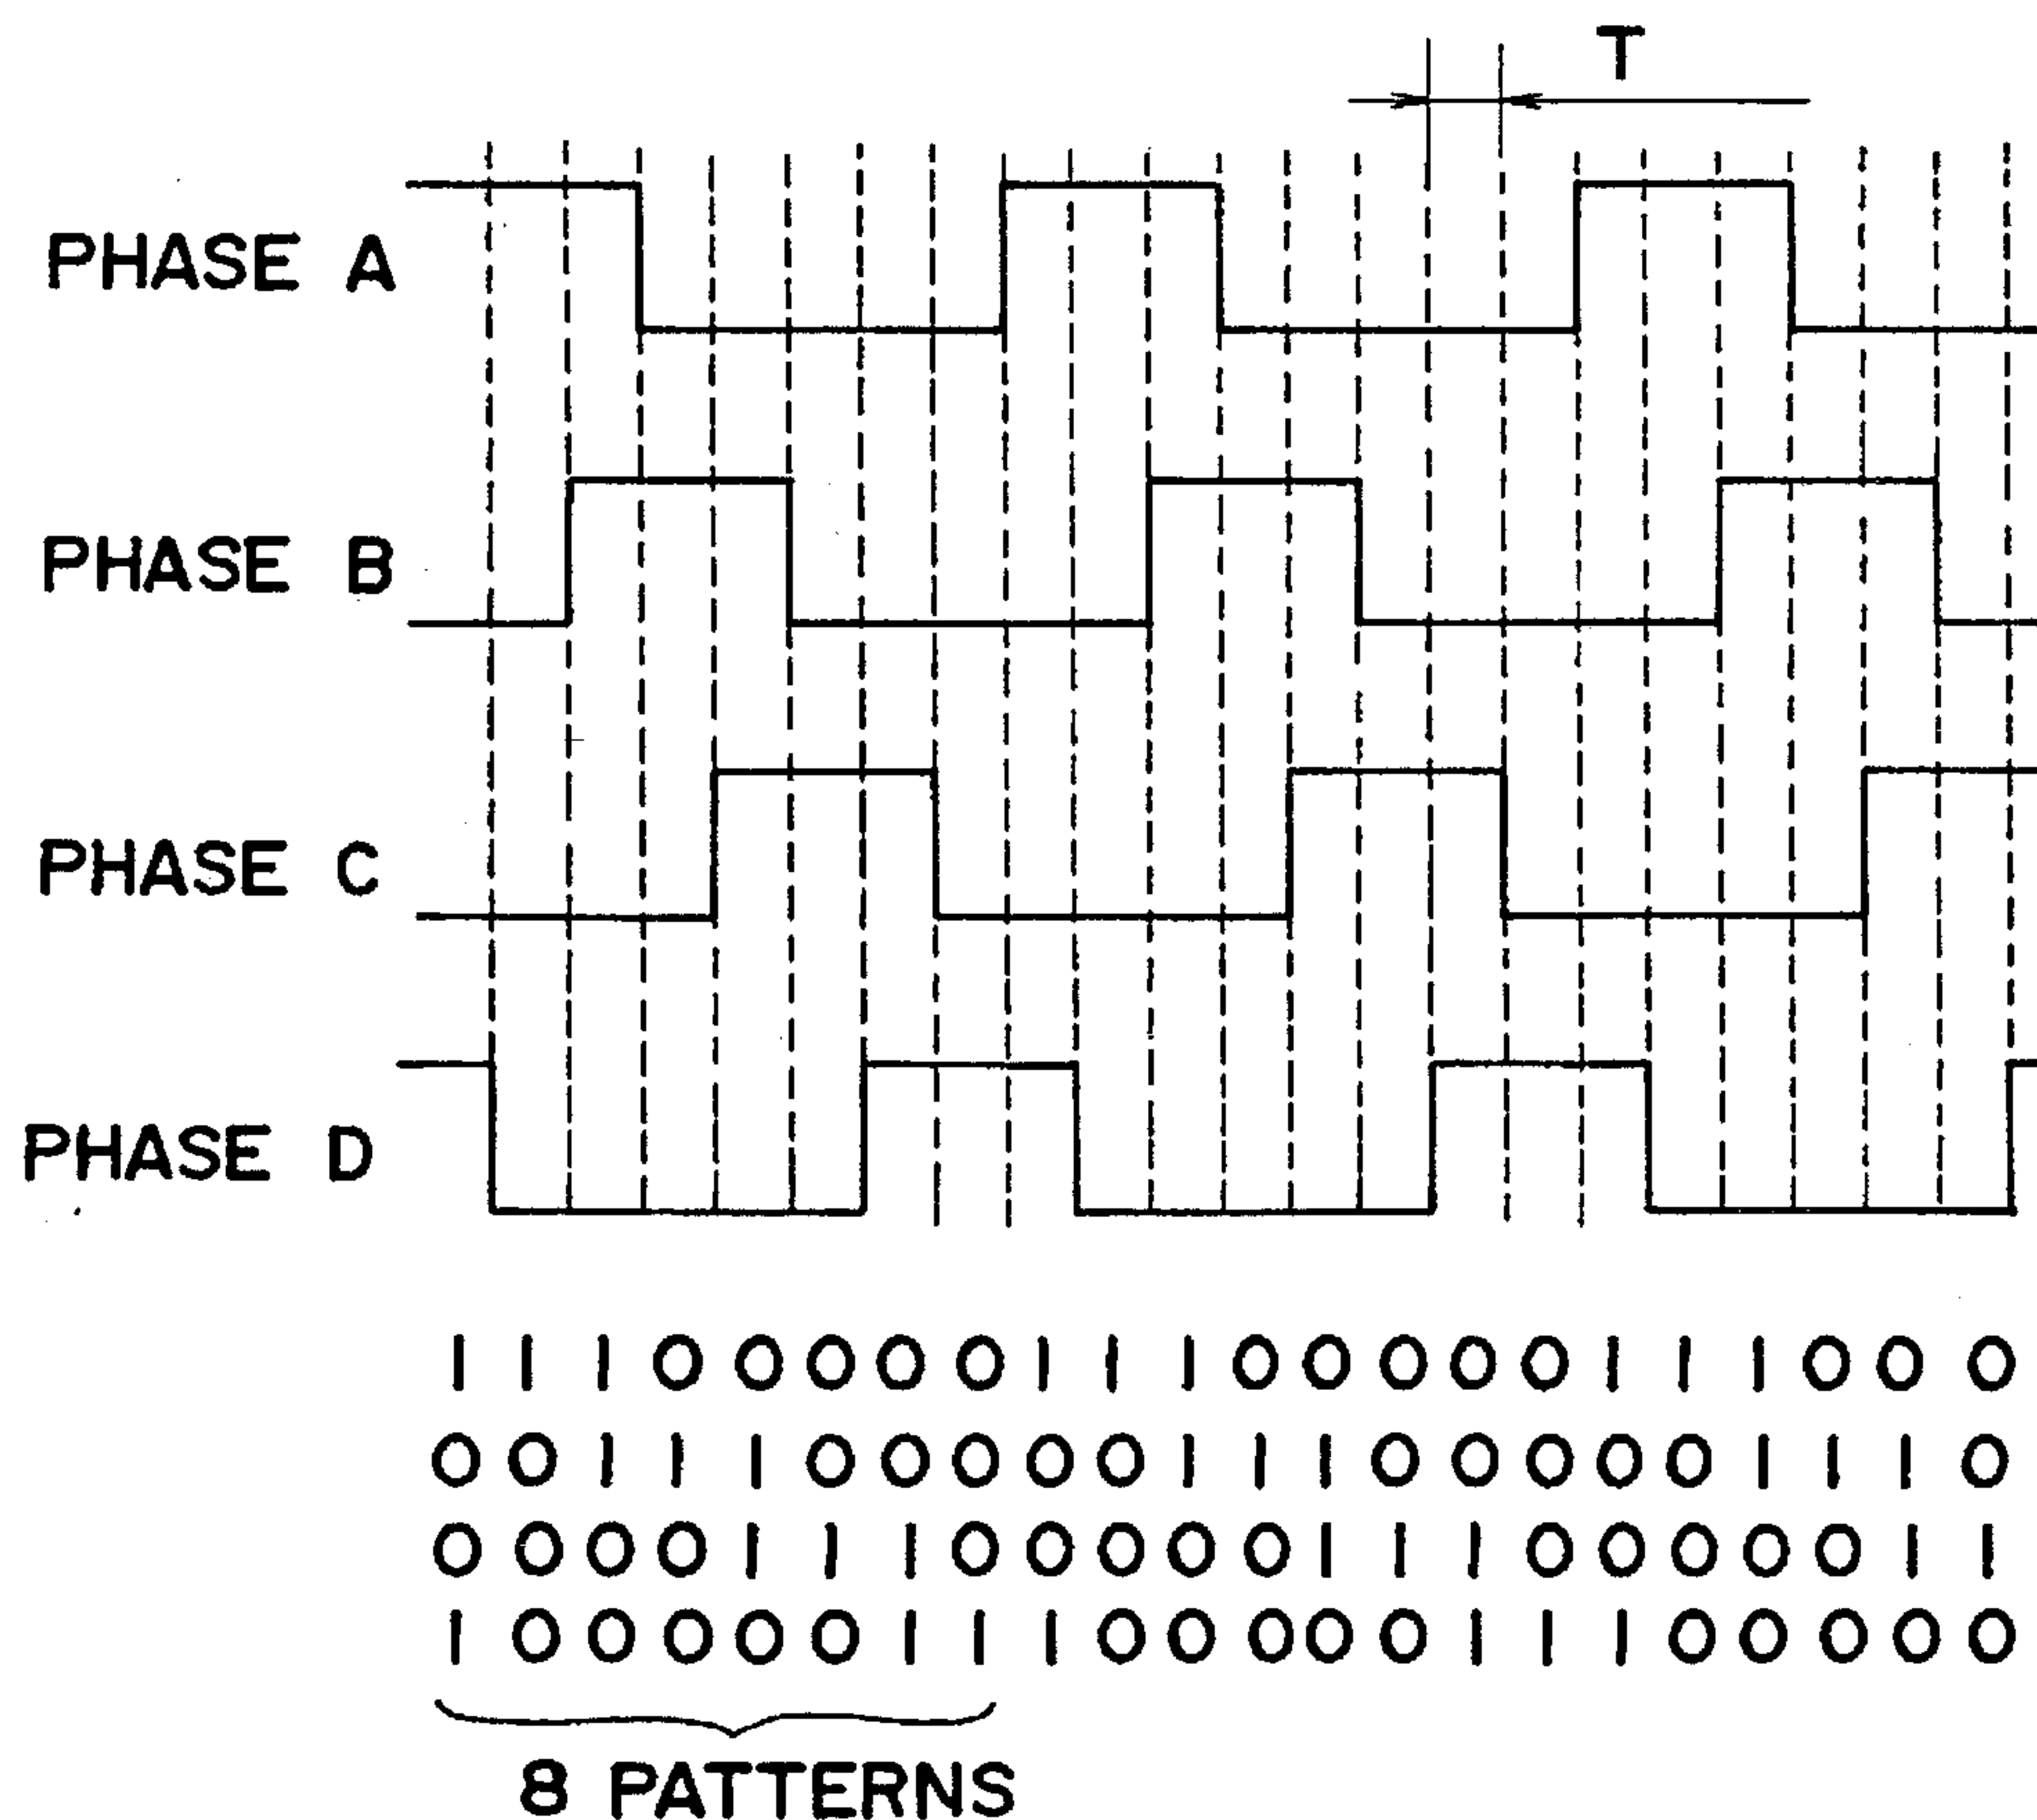 T
PHASE A
PHASE B
PHASE C
PHASE D
1 1 1 0 0 0 0 0 1 1 1 0 0 0 0 0 1 1 1 0 0 0
0 0 1 1 1 0 0 0 0 0 1 1 1 0 0 0 0 0 1 1 1 0
0 0 0 0 1 1 1 0 0 0 0 0 1 1 1 0 0 0 0 0 1 1
1 0 0 0 0 0 1 1 1 0 0 0 0 0 1 1 1 0 0 0 0 0
8 PATTERNS